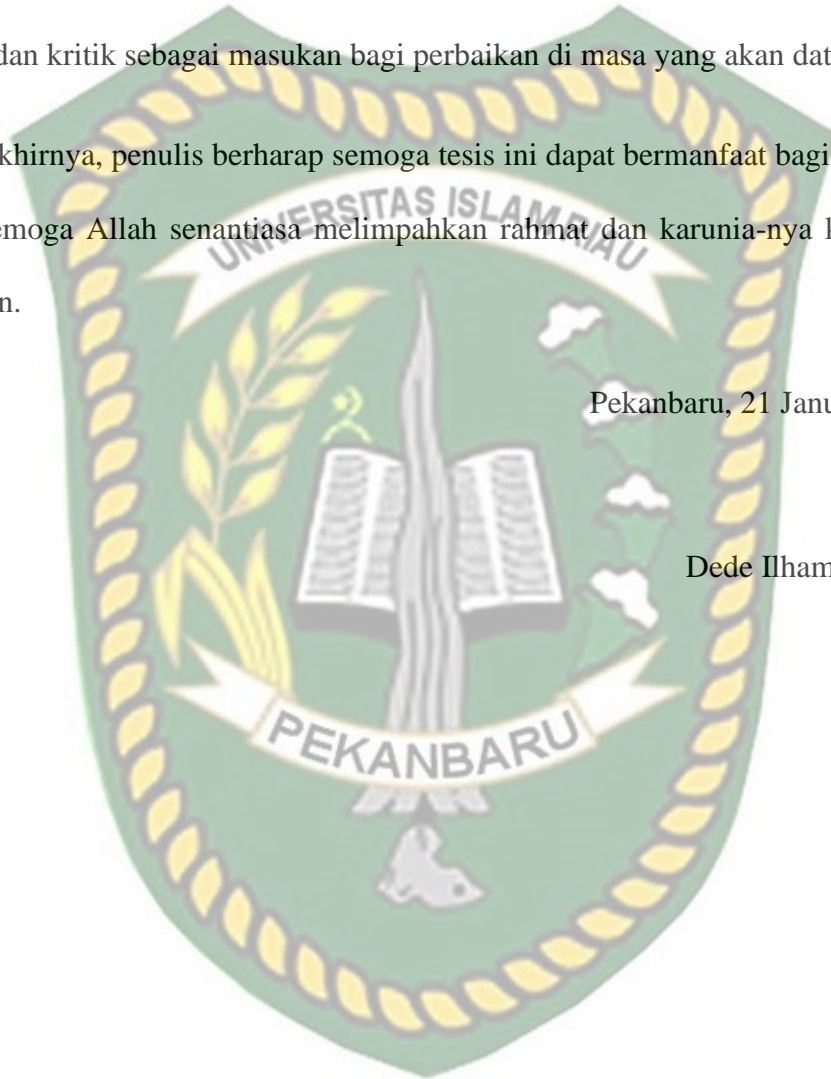 dan kritik sebagai masukan bagi perbaikan di masa yang akan dat
khirnya, penulis berharap semoga tesis ini dapat bermanfaat bagi
UNIVERSITAS ISLAM RIAU
emoga Allah senantiasa melimpahkan rahmat dan karunia-nya k
n.
Pekanbaru, 21 Janu
Dede Ilham
PEKANBARU